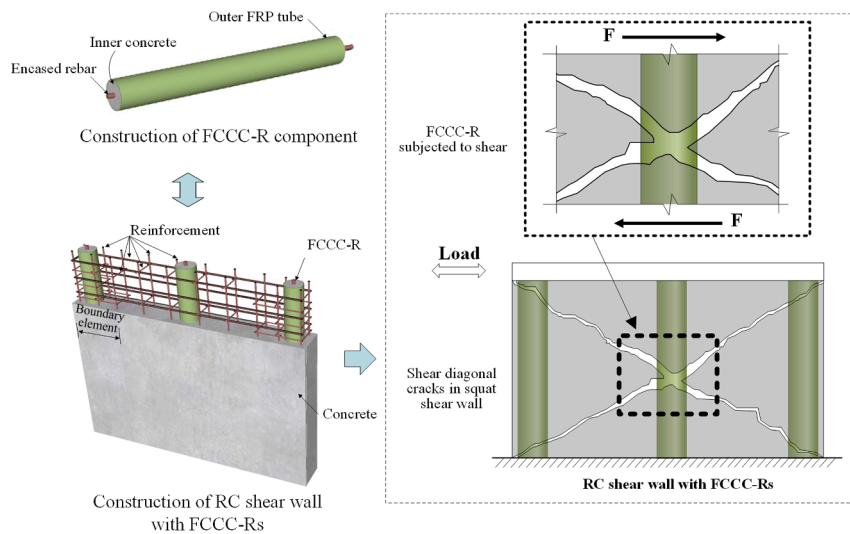 Outer FRP tube
Inner concrete
Encased rebar
Construction of FCCC-R component
Reinforcement
FCCC-R
Boundary
element
Concrete
Construction of RC shear wall
with FCCC-Rs
F
FCCC-R
subjected to shear
F
Load
Shear diagonal
cracks in squat
shear wall
RC shear wall with FCCC-Rs